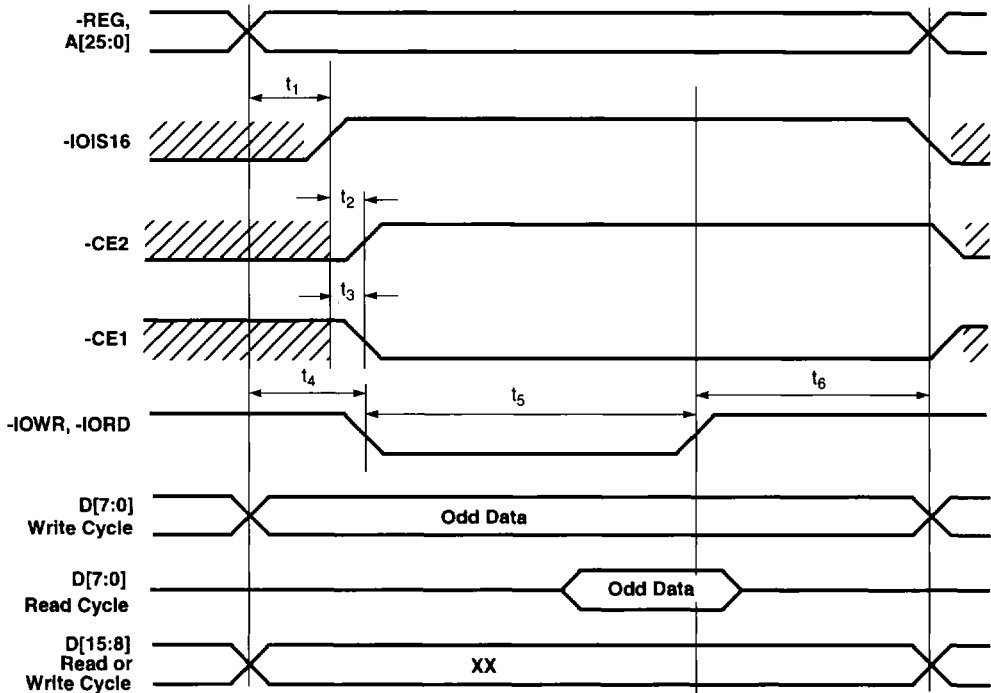 -REG,
A[25:0]
t1
-IOIS16
t2
-CE2
t3
-CE1
t4
t5
t6
-IOWR, -IORD
D[7:0]
Write Cycle
Odd Data
D[7:0]
Read Cycle
Odd Data
D[15:8]
Read or
Write Cycle
XX